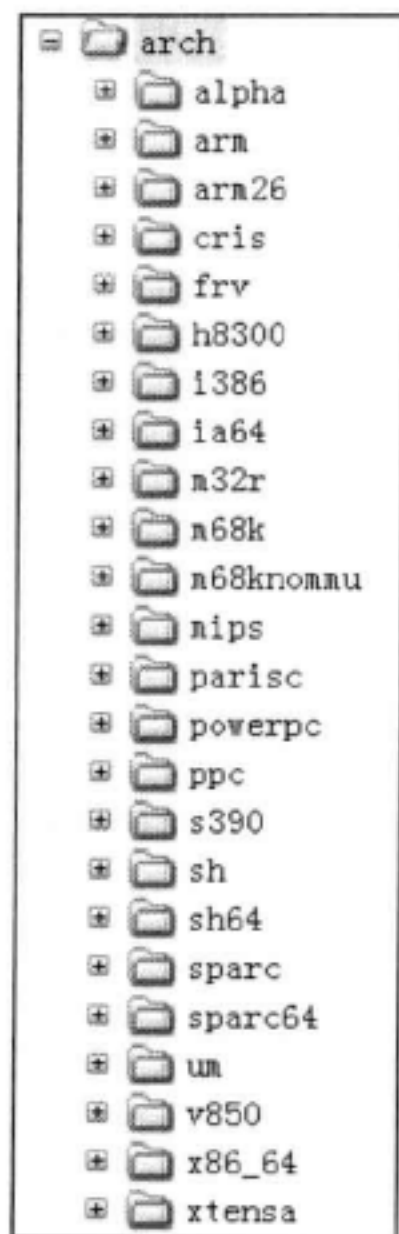 arch
alpha
arm
arm26
cris
frv
h8300
i386
ia64
m32r
m68k
m68knommu
mips
parisc
powerpc
ppc
s390
sh
sh64
sparc
sparc64
um
v850
x86_64
xtensa